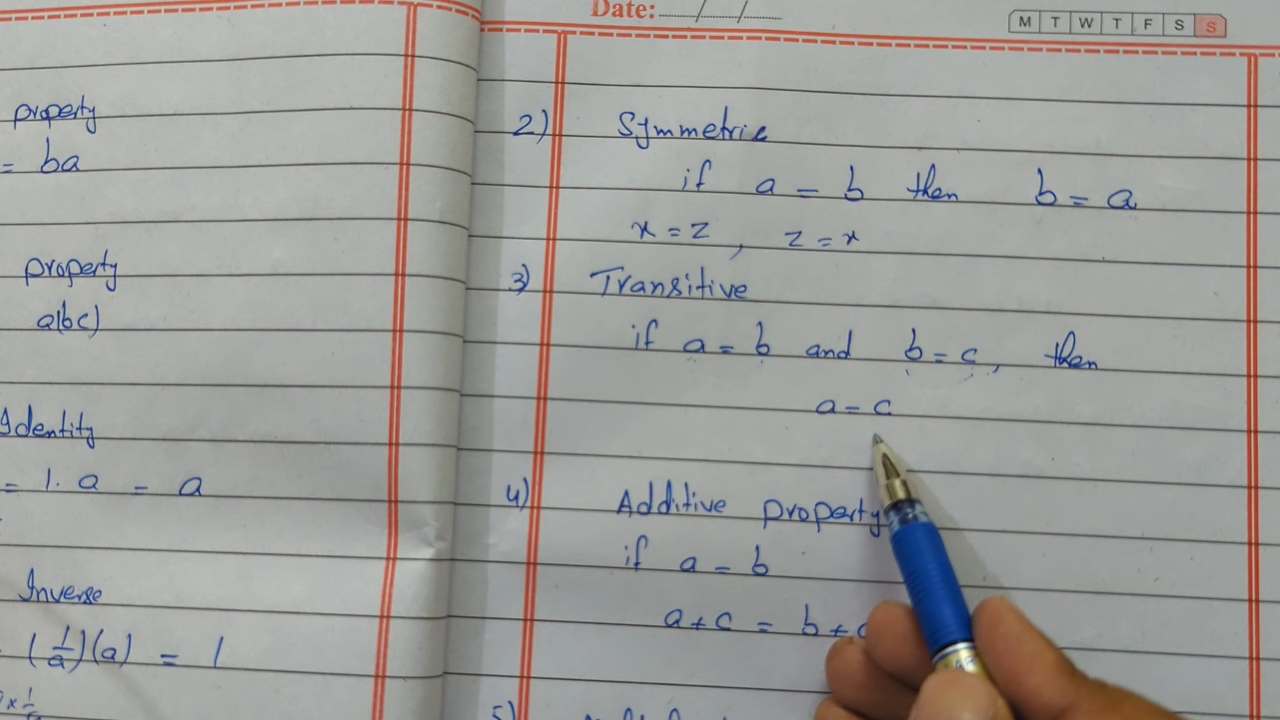 property
= ba
property
a(bc)
Identity
= 1. a = a
Inverse
(1/a)(a) = 1
Date: ...../...../.....
M T W T F S S
2) Symmetric
if a = b then b = a
x = z , z = x
3) Transitive
if a = b and b = c, then
a = c
4) Additive property
if a = b
a + c = b + c
5)